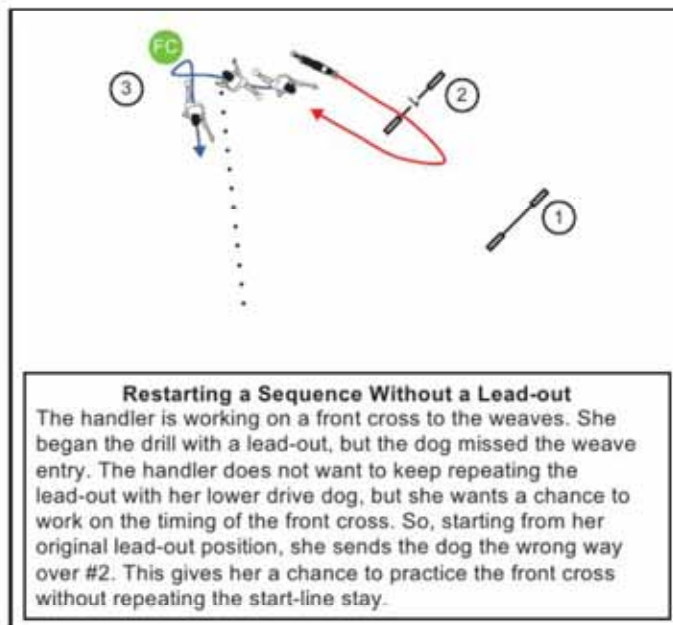 FC
3
2
1
Restarting a Sequence Without a Lead-out
The handler is working on a front cross to the weaves. She
began the drill with a lead-out, but the dog missed the weave
entry. The handler does not want to keep repeating the
lead-out with her lower drive dog, but she wants a chance to
work on the timing of the front cross. So, starting from her
original lead-out position, she sends the dog the wrong way
over #2. This gives her a chance to practice the front cross
without repeating the start-line stay.